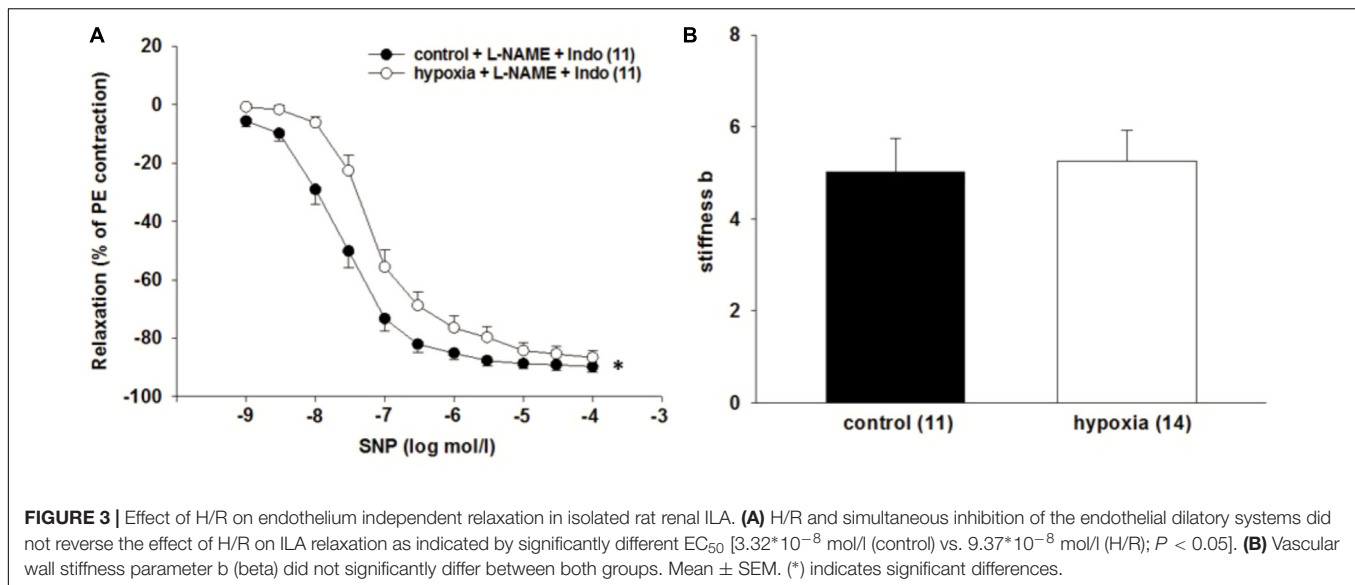 A
20
0
-20
-40
-60
-80
-100
Relaxation (% of PE contraction)
control + L-NAME + Indo (11)
hypoxia + L-NAME + Indo (11)
*
-9 -8 -7 -6 -5 -4 -3
SNP (log mol/l)
B
8
6
4
2
0
stiffness b
control (11) hypoxia (14)
FIGURE 3 | Effect of H/R on endothelium independent relaxation in isolated rat renal ILA. (A) H/R and simultaneous inhibition of the endothelial dilatory systems did
not reverse the effect of H/R on ILA relaxation as indicated by significantly different EC₅₀ [3.32*10⁻⁸ mol/l (control) vs. 9.37*10⁻⁸ mol/l (H/R); P < 0.05]. (B) Vascular
wall stiffness parameter b (beta) did not significantly differ between both groups. Mean ± SEM. (*) indicates significant differences.